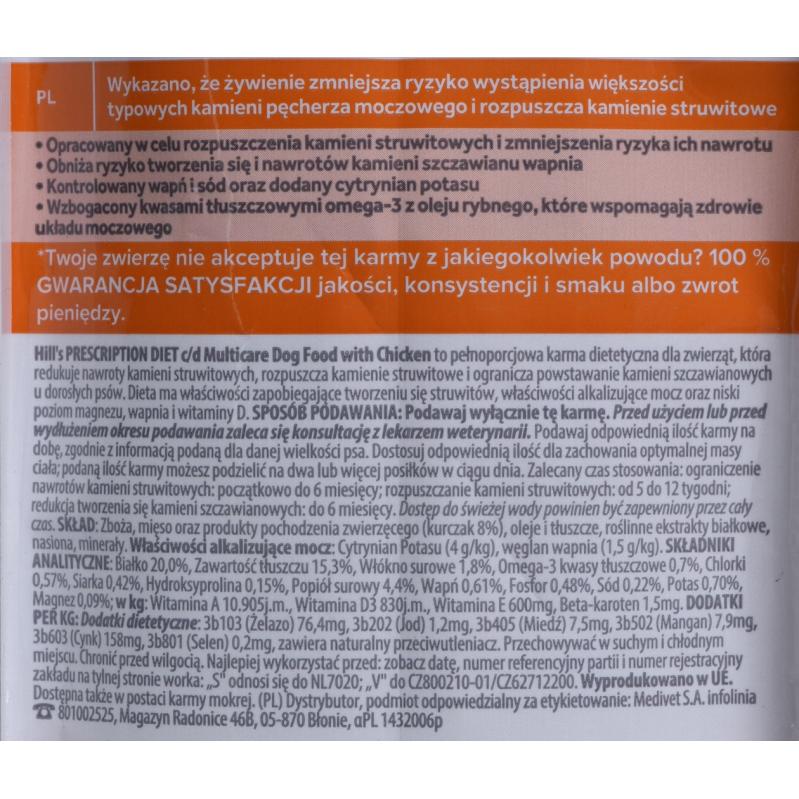 PL
Wykazano, że żywienie zmniejsza ryzyko wystąpienia większości
typowych kamieni pęcherza moczowego i rozpuszcza kamienie struwitowe
• Opracowany w celu rozpuszczenia kamieni struwitowych i zmniejszenia ryzyka ich nawrotu
• Obniża ryzyko tworzenia się i nawrotów kamieni szczawianu wapnia
• Kontrolowany wapń i sód oraz dodany cytrynian potasu
• Wzbogacony kwasami tłuszczowymi omega-3 z oleju rybnego, które wspomagają zdrowie
układu moczowego
*Twoje zwierzę nie akceptuje tej karmy z jakiegokolwiek powodu? 100 %
GWARANCJA SATYSFAKCJI jakości, konsystencji i smaku albo zwrot
pieniędzy.
Hill's PRESCRIPTION DIET c/d Multicare Dog Food with Chicken to pełnoporcjowa karma dietetyczna dla zwierząt, która
redukuje nawroty kamieni struwitowych, rozpuszcza kamienie struwitowe i ogranicza powstawanie kamieni szczawianowych
u dorosłych psów. Dieta ma właściwości zapobiegające tworzeniu się struwitów, właściwości alkalizujące mocz oraz niski
poziom magnezu, wapnia i witaminy D. SPOSÓB PODAWANIA: Podawaj wyłącznie tę karmę. Przed użyciem lub przed
wydłużeniem okresu podawania zaleca się konsultację z lekarzem weterynarii. Podawaj odpowiednią ilość karmy na
dobę, zgodnie z informacją podaną dla danej wielkości psa. Dostosuj odpowiednią ilość dla zachowania optymalnej masy
ciała; podaną ilość karmy możesz podzielić na dwa lub więcej posiłków w ciągu dnia. Zalecany czas stosowania: ograniczenie
nawrotów kamieni struwitowych: początkowo do 6 miesięcy; rozpuszczanie kamieni struwitowych: od 5 do 12 tygodni;
redukcja tworzenia się kamieni szczawianowych: do 6 miesięcy. Dostęp do świeżej wody powinien być zapewniony przez cały
czas. SKŁAD: Zboża, mięso oraz produkty pochodzenia zwierzęcego (kurczak 8%), oleje i tłuszcze, roślinne ekstrakty białkowe,
nasiona, minerały. Właściwości alkalizujące mocz: Cytrynian Potasu (4 g/kg), węglan wapnia (1,5 g/kg). SKŁADNIKI
ANALITYCZNE: Białko 20,0%, Zawartość tłuszczu 15,3%, Włókno surowe 1,8%, Omega-3 kwasy tłuszczowe 0,7%, Chlorki
0,57%, Siarka 0,42%, Hydroksyprolina 0,15%, Popiół surowy 4,4%, Wapń 0,61%, Fosfor 0,48%, Sód 0,22%, Potas 0,70%,
Magnez 0,09%; w kg: Witamina A 10.905j.m., Witamina D3 830j.m., Witamina E 600mg, Beta-karoten 1,5mg. DODATKI
PER KG: Dodatki dietetyczne: 3b103 (Żelazo) 76,4mg, 3b202 (Jod) 1,2mg, 3b405 (Miedź) 7,5mg, 3b502 (Mangan) 7,9mg,
3b603 (Cynk) 158mg, 3b801 (Selen) 0,2mg, zawiera naturalny przeciwutleniacz. Przechowywać w suchym i chłodnym
miejscu. Chronić przed wilgocią. Najlepiej wykorzystać przed: zobacz datę, numer referencyjny partii i numer rejestracyjny
zakładu na tylnej stronie worka: „S" odnosi się do NL7020; „V" do CZ800210-01/CZ62712200. Wyprodukowano w UE.
Dostępna także w postaci karmy mokrej. (PL) Dystrybutor, podmiot odpowiedzialny za etykietowanie: Medivet S.A. infolinia
☎ 801002525, Magazyn Radonice 46B, 05-870 Błonie, αPL 1432006p